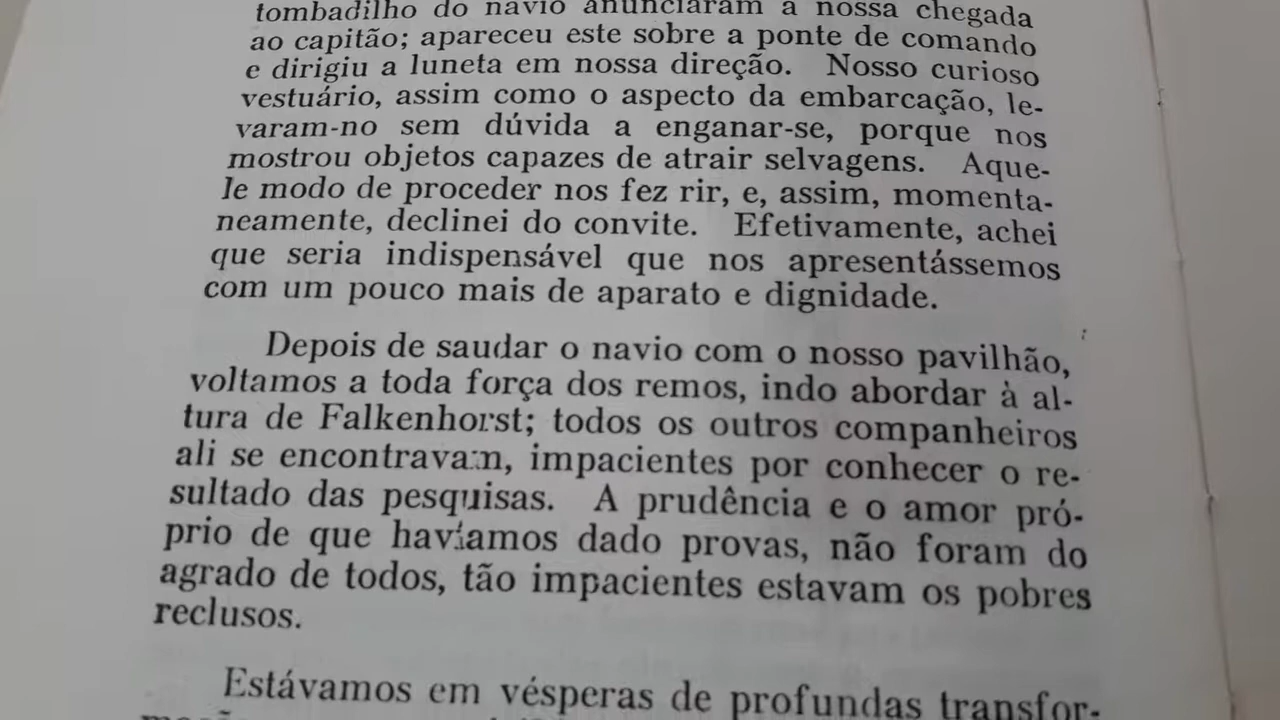 tombadilho do navio anunciaram a nossa chegada
ao capitão; apareceu este sobre a ponte de comando
e dirigiu a luneta em nossa direção. Nosso curioso
vestuário, assim como o aspecto da embarcação, le-
varam-no sem dúvida a enganar-se, porque nos
mostrou objetos capazes de atrair selvagens. Aque-
le modo de proceder nos fez rir, e, assim, momenta-
neamente, declinei do convite. Efetivamente, achei
que seria indispensável que nos apresentássemos
com um pouco mais de aparato e dignidade.
Depois de saudar o navio com o nosso pavilhão,
voltamos a toda força dos remos, indo abordar à al-
tura de Falkenhorst; todos os outros companheiros
ali se encontravam, impacientes por conhecer o re-
sultado das pesquisas. A prudência e o amor pró-
prio de que havíamos dado provas, não foram do
agrado de todos, tão impacientes estavam os pobres
reclusos.
Estávamos em vésperas de profundas transfor-